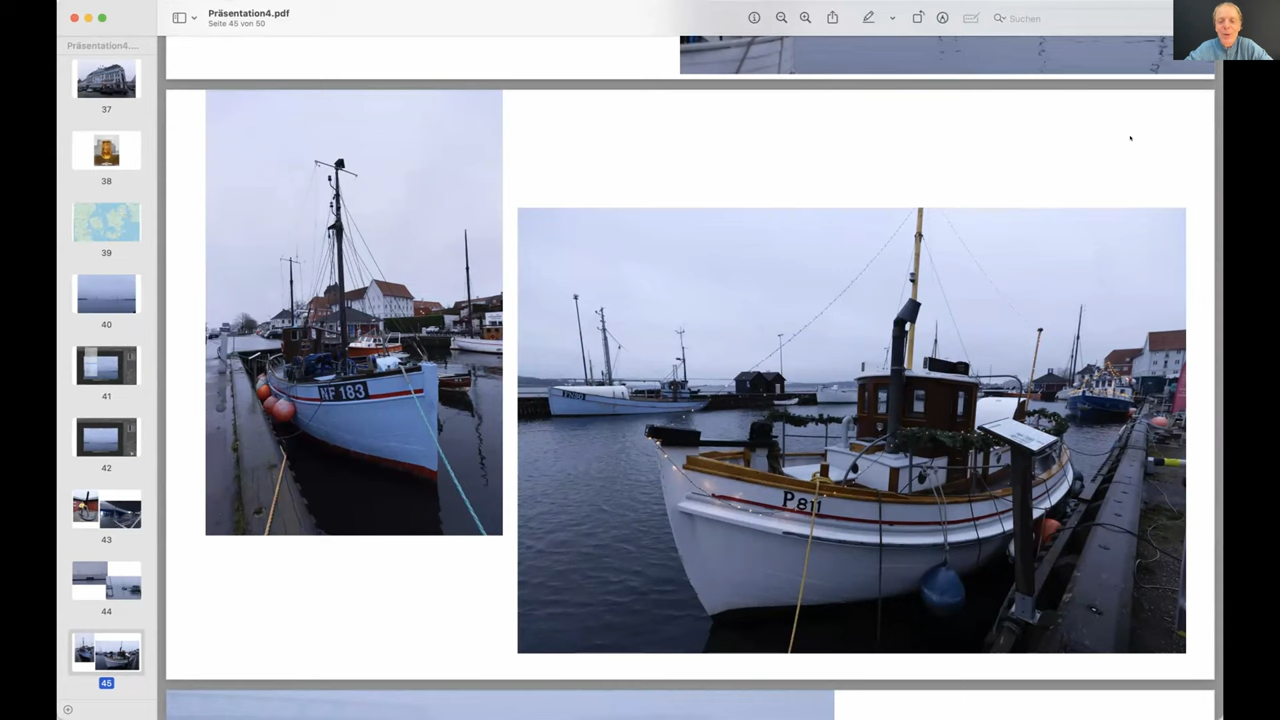 Präsentation4.pdf
Seite 45 von 50
Suchen
Präsentation4....
37
38
39
40
41
42
43
44
45
NF 183
P 811